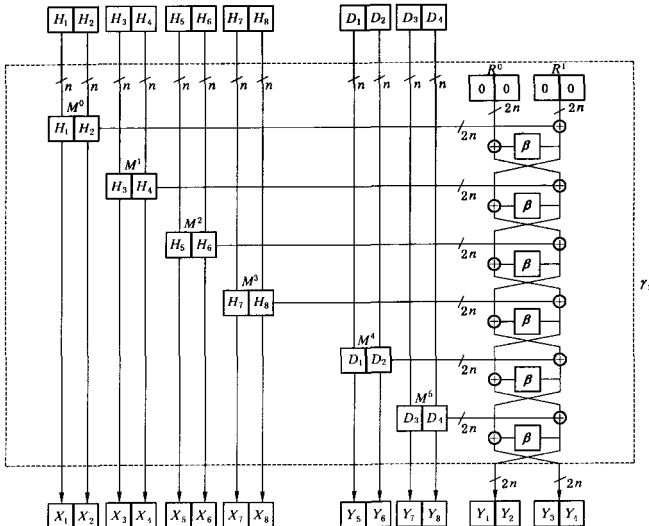 H1 H2 H3 H4 H5 H6 H7 H8 D1 D2 D3 D4
n n n n n n n n n n n n
R⁰ R¹
0 0 0 0
2n 2n
M⁰
H1 H2
2n
β
M¹
H3 H4
2n
β
M²
H5 H6
2n
β
M³
H7 H8
2n
β
M⁴
D1 D2
2n
β
M⁵
D3 D4
2n
β
2n 2n
X1 X2 X3 X4 X5 X6 X7 X8 Y5 Y6 Y7 Y8 Y1 Y2 Y3 Y4